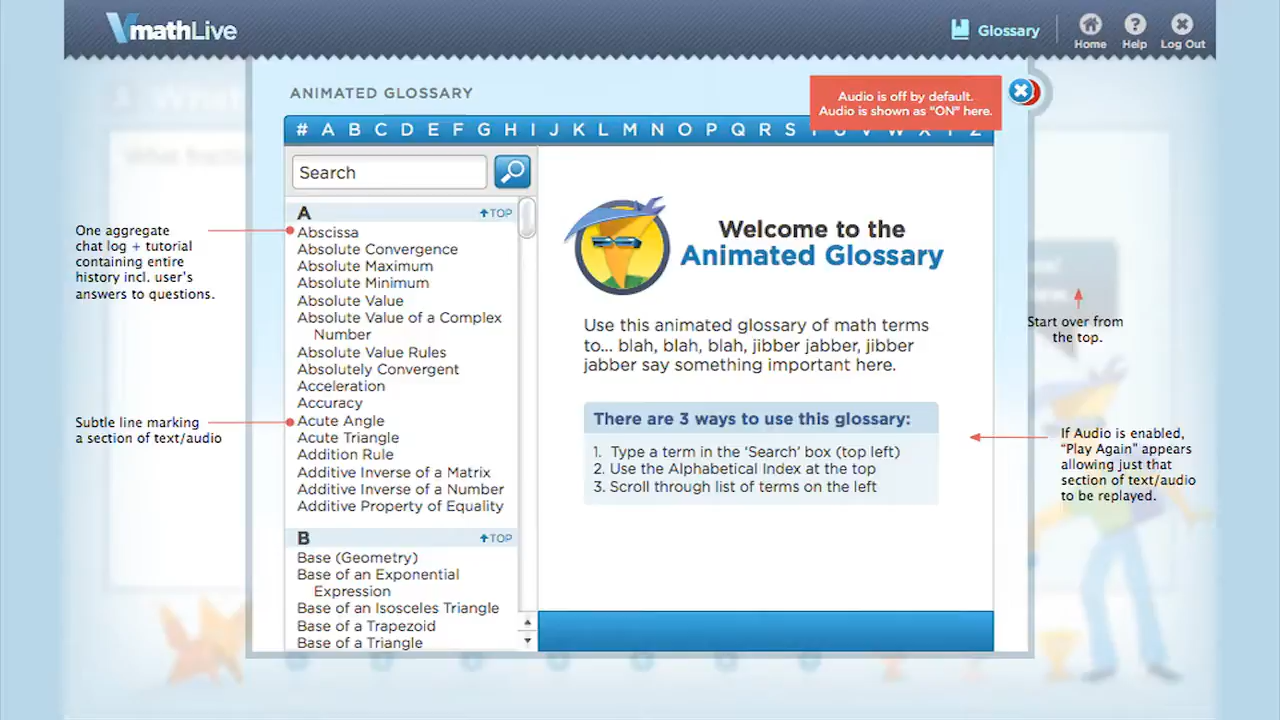 VmathLive
Glossary
Home
Help
Log Out
ANIMATED GLOSSARY
Audio is off by default.
Audio is shown as “ON” here.
# A B C D E F G H I J K L M N O P Q R S T U V W X Y Z
Search
A
TOP
Abscissa
Absolute Convergence
Absolute Maximum
Absolute Minimum
Absolute Value
Absolute Value of a Complex
Number
Absolute Value Rules
Absolutely Convergent
Acceleration
Accuracy
Acute Angle
Acute Triangle
Addition Rule
Additive Inverse of a Matrix
Additive Inverse of a Number
Additive Property of Equality
B
TOP
Base (Geometry)
Base of an Exponential
Expression
Base of an Isosceles Triangle
Base of a Trapezoid
Base of a Triangle
Welcome to the
Animated Glossary
Use this animated glossary of math terms
to... blah, blah, blah, jibber jabber, jibber
jabber say something important here.
There are 3 ways to use this glossary:
1. Type a term in the ‘Search’ box (top left)
2. Use the Alphabetical Index at the top
3. Scroll through list of terms on the left
One aggregate
chat log + tutorial
containing entire
history incl. user’s
answers to questions.
Subtle line marking
a section of text/audio
Start over from
the top.
If Audio is enabled,
“Play Again” appears
allowing just that
section of text/audio
to be replayed.